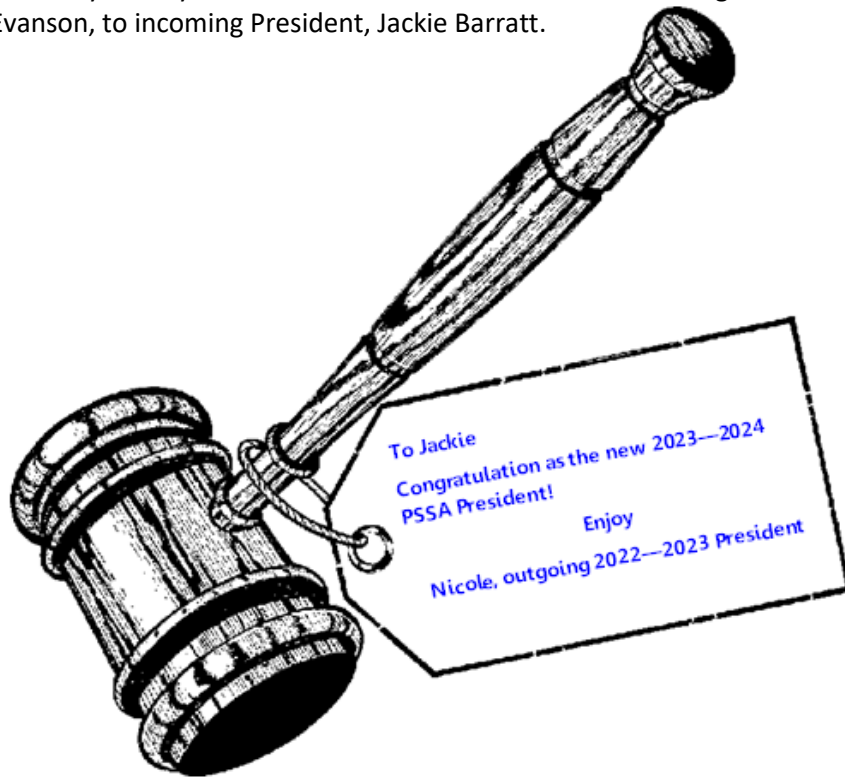 Evanson, to incoming President, Jackie Barratt.
To Jackie
Congratulation as the new 2023—2024
PSSA President!
Enjoy
Nicole, outgoing 2022—2023 President